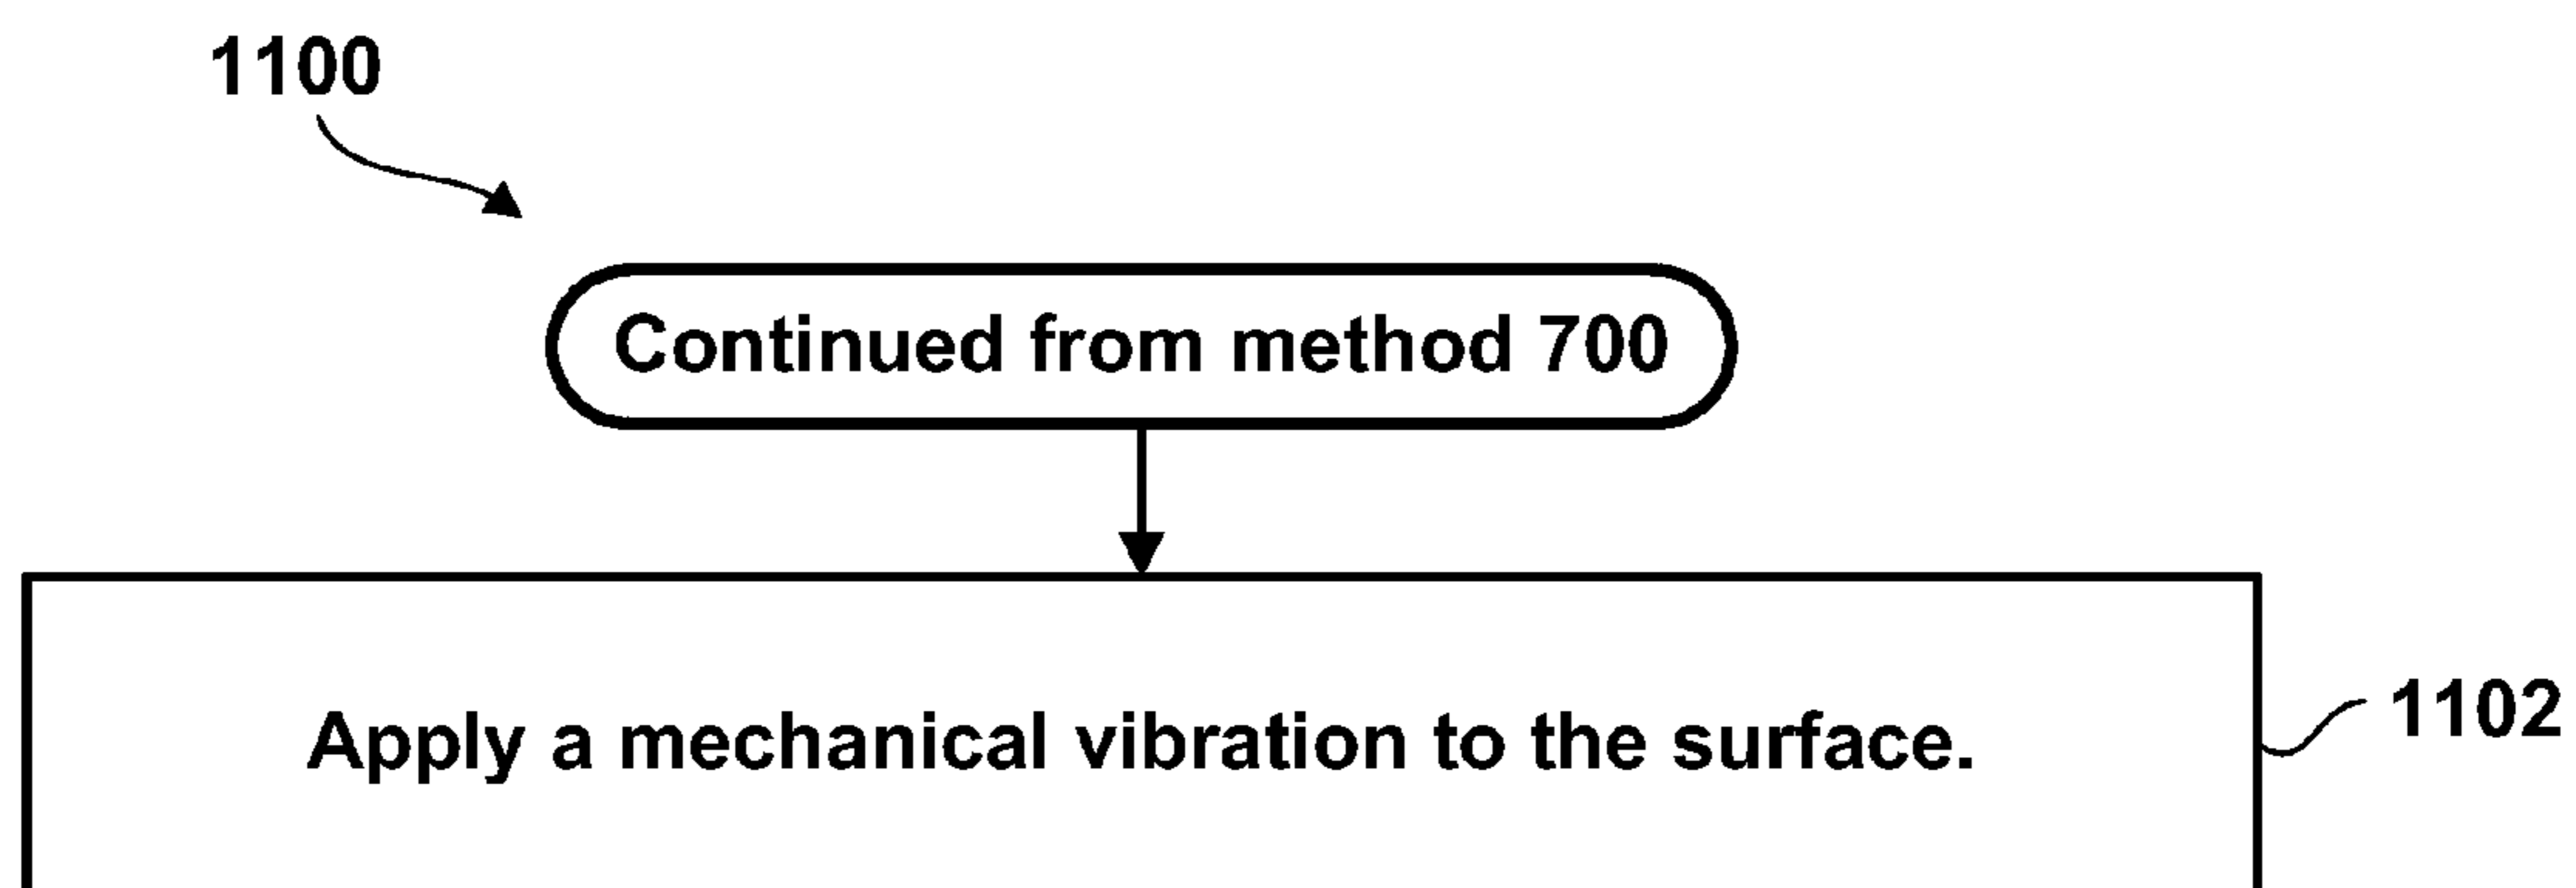 1100
Continued from method 700
Apply a mechanical vibration to the surface.
1102